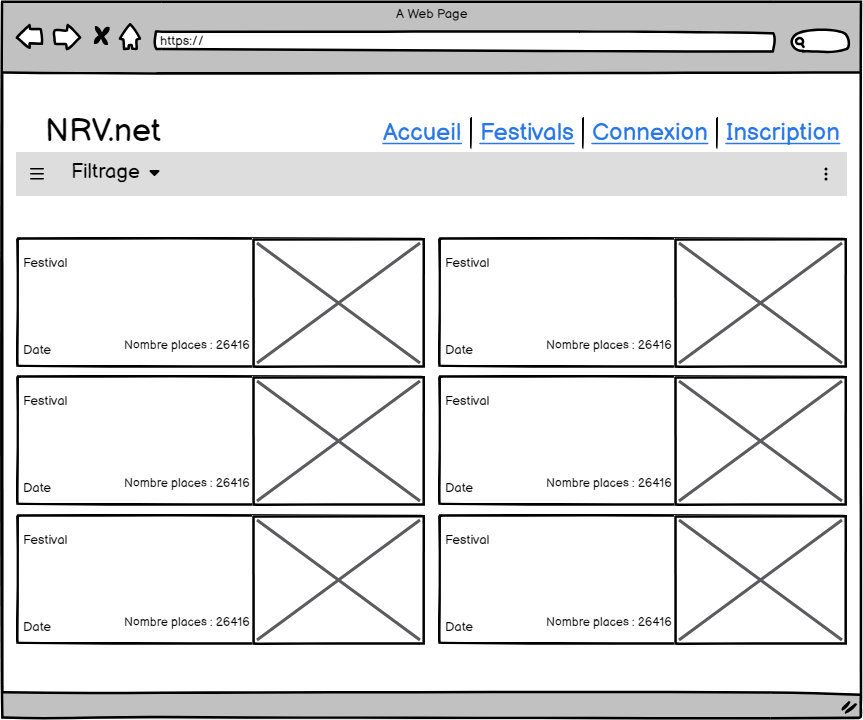 A Web Page
https://
NRV.net
Accueil | Festivals | Connexion | Inscription
Filtrage
Festival
Date
Nombre places : 26416
Festival
Date
Nombre places : 26416
Festival
Date
Nombre places : 26416
Festival
Date
Nombre places : 26416
Festival
Date
Nombre places : 26416
Festival
Date
Nombre places : 26416